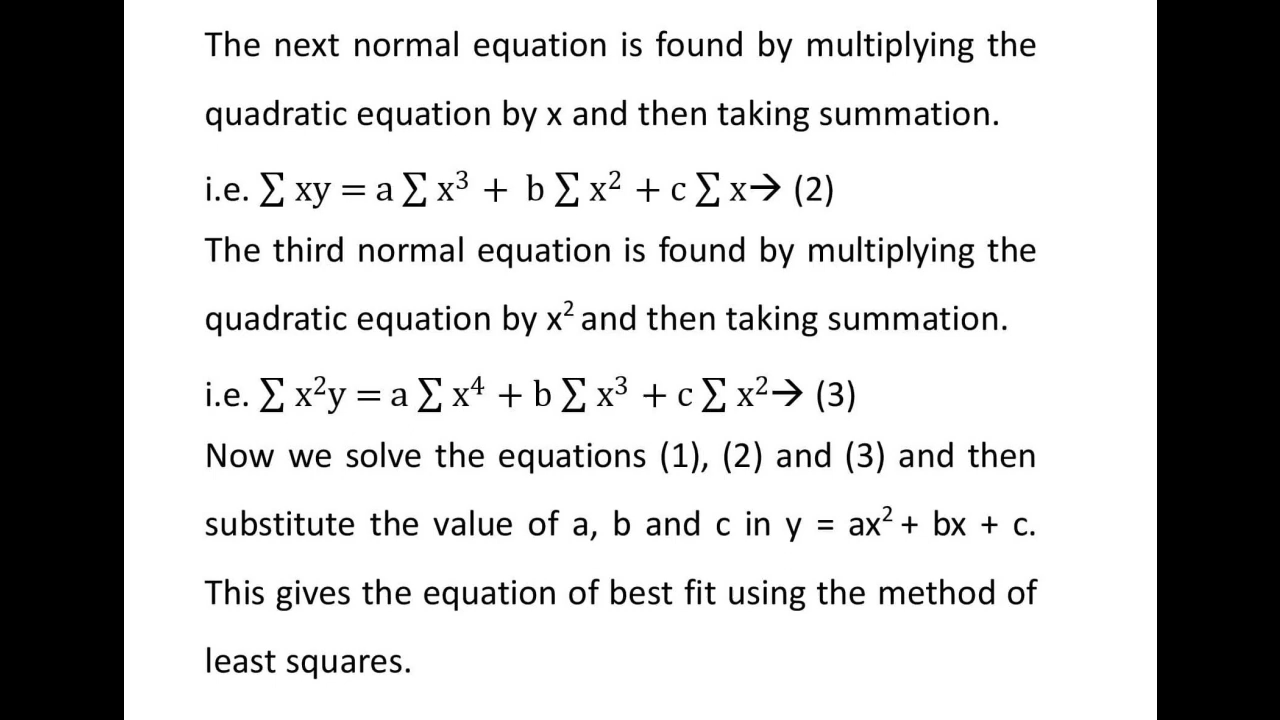 The next normal equation is found by multiplying the
quadratic equation by x and then taking summation.
i.e. ∑ xy = a ∑ x³ + b ∑ x² + c ∑ x→ (2)
The third normal equation is found by multiplying the
quadratic equation by x² and then taking summation.
i.e. ∑ x²y = a ∑ x⁴ + b ∑ x³ + c ∑ x²→ (3)
Now we solve the equations (1), (2) and (3) and then
substitute the value of a, b and c in y = ax² + bx + c.
This gives the equation of best fit using the method of
least squares.